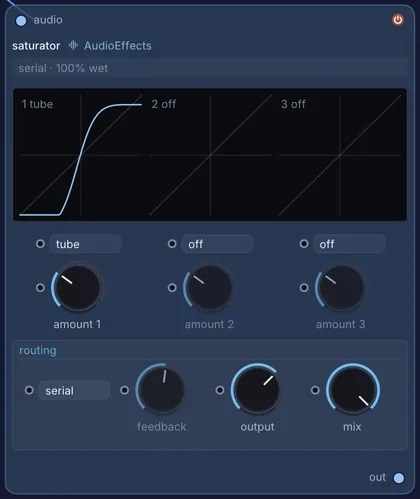 audio
saturator AudioEffects
serial · 100% wet
1 tube 2 off 3 off
tube off off
amount 1 amount 2 amount 3
routing
serial
feedback output mix
out